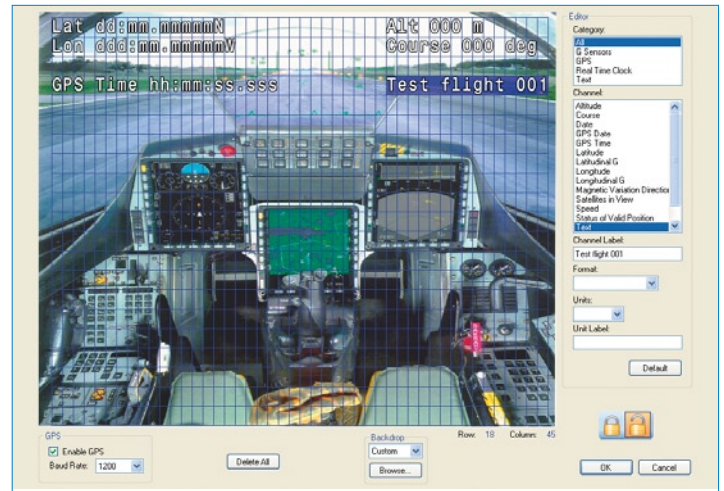 Lat dd:mm.mmmmN
Lon ddd:mm.mmmmW
Alt 000 m
Course 000 deg
GPS Time hh:mm:ss.sss
Test flight 001
Editor
Category:
All
G Sensors
GPS
Real Time Clock
Text
Channel:
Altitude
Course
Date
GPS Date
GPS Time
Latitude
Latitudinal G
Longitude
Longitudinal G
Magnetic Variation Direction
Satellites in View
Speed
Status of Valid Position
Text
Channel Label:
Test flight 001
Format:
Units:
Unit Label:
Default
GPS
Enable GPS
Baud Rate: 1200
Delete All
Backdrop
Custom
Browse...
Row: 18 Column: 45
OK Cancel